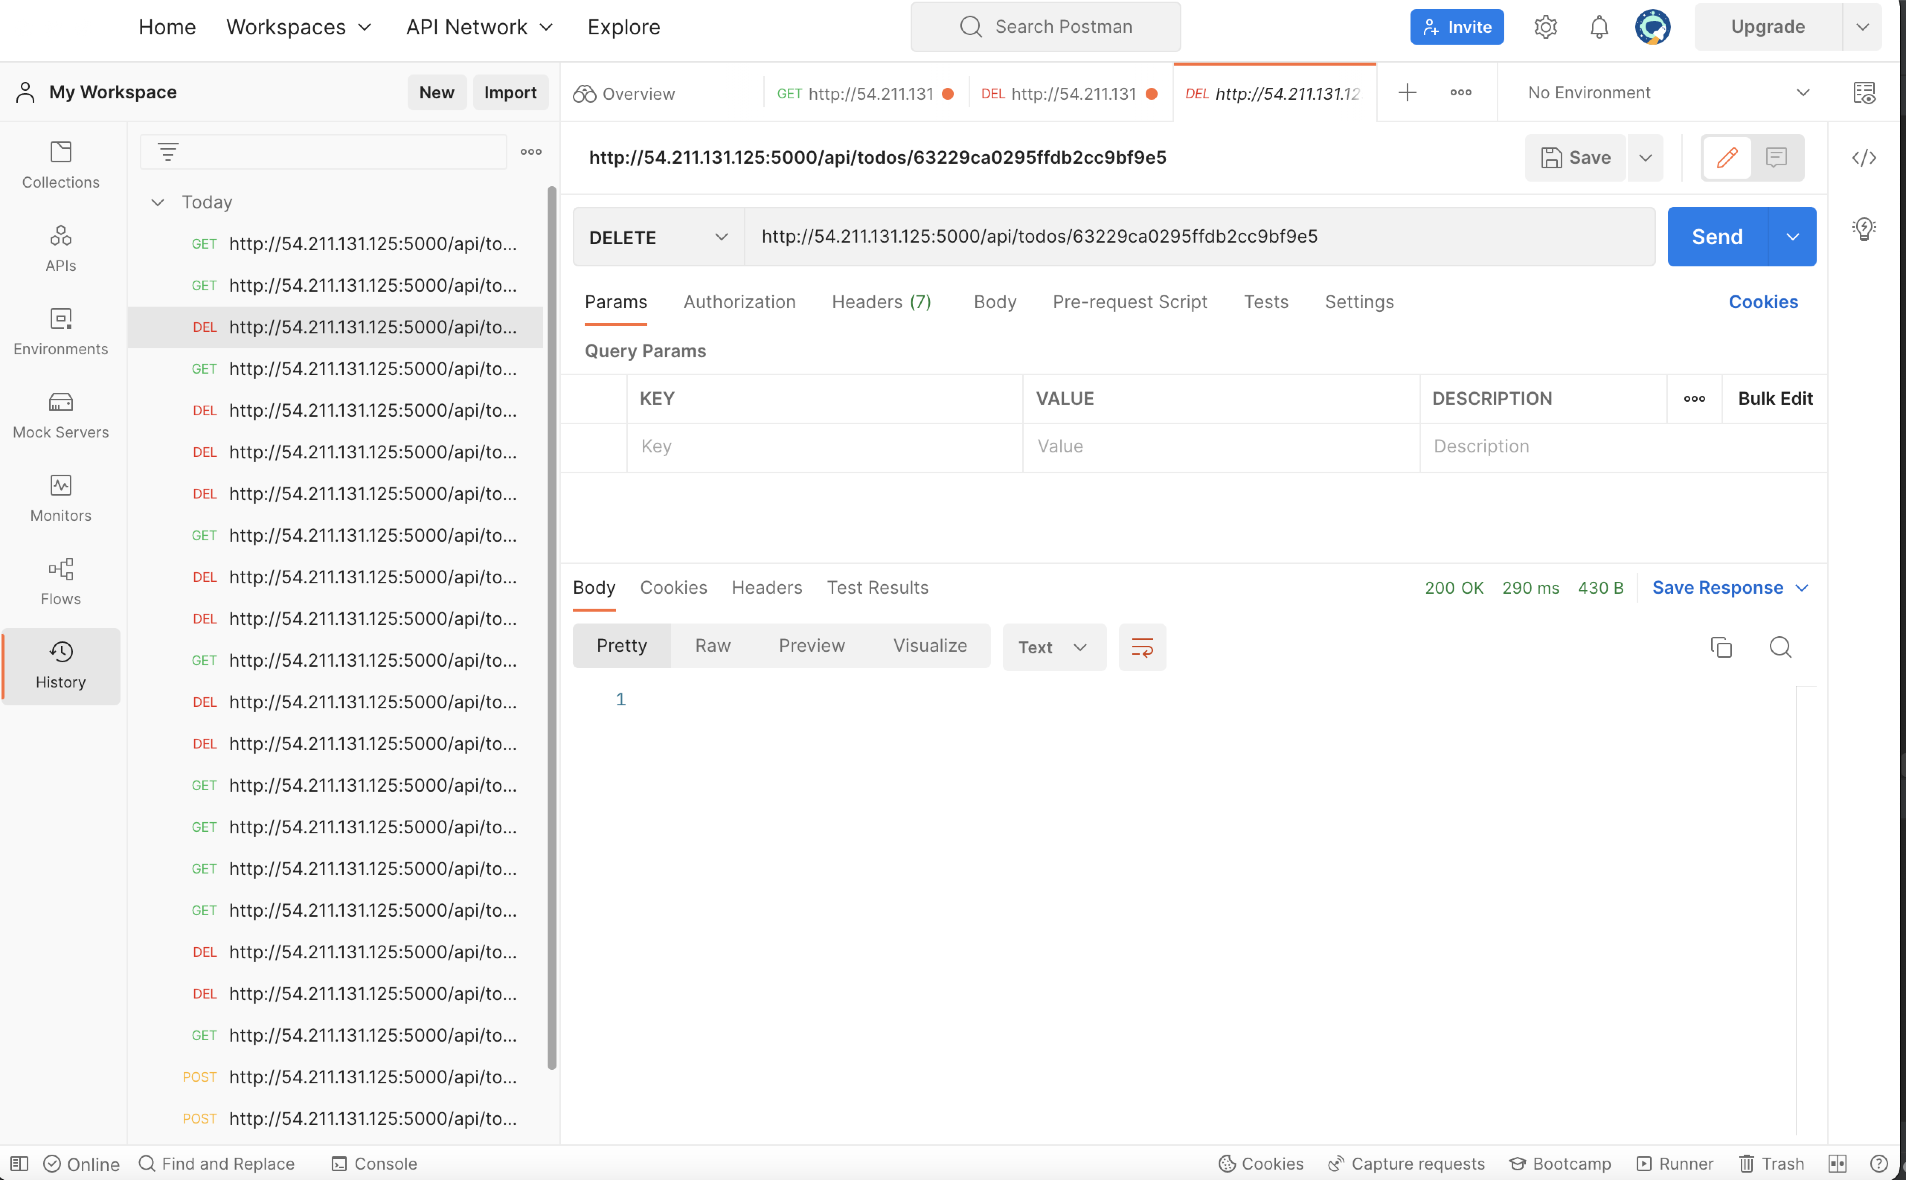 Home Workspaces API Network Explore Search Postman Invite Upgrade
My Workspace New Import Overview GET http://54.211.131 DEL http://54.211.131 DEL http://54.211.131.12 No Environment
Collections
APIs
Environments
Mock Servers
Monitors
Flows
History
Today
GET http://54.211.131.125:5000/api/to...
GET http://54.211.131.125:5000/api/to...
DEL http://54.211.131.125:5000/api/to...
GET http://54.211.131.125:5000/api/to...
DEL http://54.211.131.125:5000/api/to...
DEL http://54.211.131.125:5000/api/to...
DEL http://54.211.131.125:5000/api/to...
GET http://54.211.131.125:5000/api/to...
DEL http://54.211.131.125:5000/api/to...
DEL http://54.211.131.125:5000/api/to...
GET http://54.211.131.125:5000/api/to...
DEL http://54.211.131.125:5000/api/to...
DEL http://54.211.131.125:5000/api/to...
GET http://54.211.131.125:5000/api/to...
GET http://54.211.131.125:5000/api/to...
GET http://54.211.131.125:5000/api/to...
GET http://54.211.131.125:5000/api/to...
DEL http://54.211.131.125:5000/api/to...
DEL http://54.211.131.125:5000/api/to...
GET http://54.211.131.125:5000/api/to...
POST http://54.211.131.125:5000/api/to...
POST http://54.211.131.125:5000/api/to...
http://54.211.131.125:5000/api/todos/63229ca0295ffdb2cc9bf9e5 Save
DELETE http://54.211.131.125:5000/api/todos/63229ca0295ffdb2cc9bf9e5 Send
Params Authorization Headers (7) Body Pre-request Script Tests Settings Cookies
Query Params
KEY VALUE DESCRIPTION Bulk Edit
Key Value Description
Body Cookies Headers Test Results 200 OK 290 ms 430 B Save Response
Pretty Raw Preview Visualize Text
1
Online Find and Replace Console Cookies Capture requests Bootcamp Runner Trash